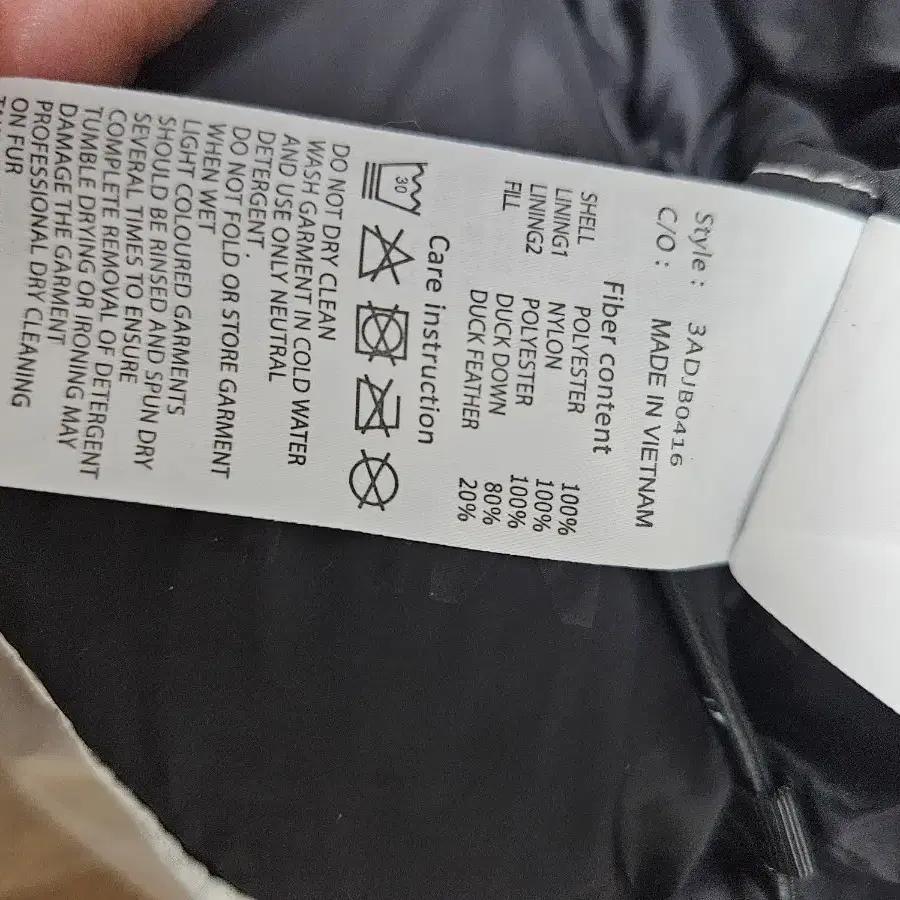 Style : 3ADJB0416
C/O : MADE IN VIETNAM
Fiber content
SHELL POLYESTER 100%
LINING1 NYLON 100%
LINING2 POLYESTER 100%
FILL DUCK DOWN 80%
DUCK FEATHER 20%
Care instruction
30
DO NOT DRY CLEAN
WASH GARMENT IN COLD WATER
AND USE ONLY NEUTRAL
DETERGENT .
DO NOT FOLD OR STORE GARMENT
WHEN WET
LIGHT COLOURED GARMENTS
SHOULD BE RINSED AND SPUN DRY
SEVERAL TIMES TO ENSURE
COMPLETE REMOVAL OF DETERGENT
TUMBLE DRYING OR IRONING MAY
DAMAGE THE GARMENT
PROFESSIONAL DRY CLEANING
ON FUR